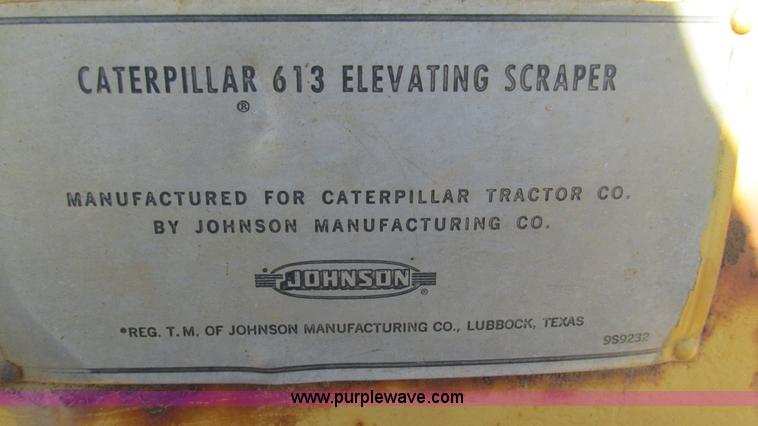 CATERPILLAR 613 ELEVATING SCRAPER
®
MANUFACTURED FOR CATERPILLAR TRACTOR CO.
BY JOHNSON MANUFACTURING CO.
JOHNSON ®
*REG. T.M. OF JOHNSON MANUFACTURING CO., LUBBOCK, TEXAS
9S9232
www.purplewave.com